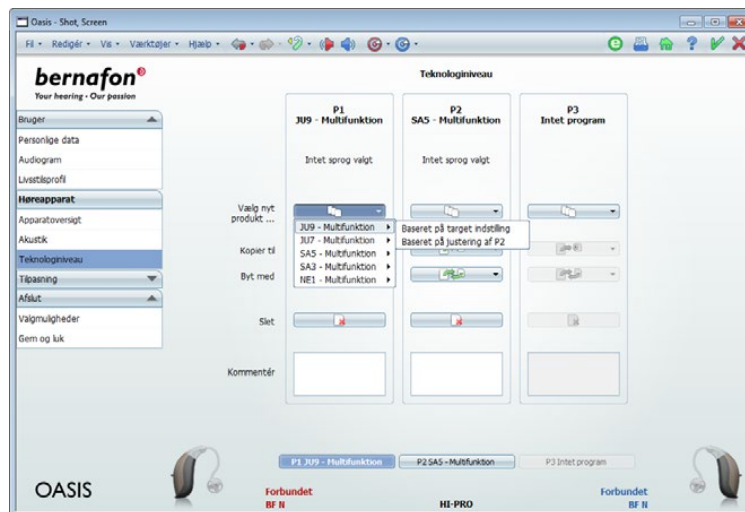 Oasis - Shot, Screen
Fil Redigér Vis Værktøjer Hjælp
bernafon®
Your hearing • Our passion
Bruger
Personlige data
Audiogram
Livsstilsprofil
Høreapparat
Apparatoversigt
Akustik
Teknologiniveau
Tilpasning
Afslut
Valgmuligheder
Gem og luk
Teknologiniveau
P1
JU9 - Multifunktion
P2
SA5 - Multifunktion
P3
Intet program
Intet sprog valgt
Intet sprog valgt
Vælg nyt
produkt ...
JU9 - Multifunktion
JU7 - Multifunktion
SA5 - Multifunktion
SA3 - Multifunktion
NE1 - Multifunktion
Baseret på target indstilling
Baseret på justering af P2
Kopier til
Byt med
Slet
Kommentér
P1 JU9 - Multifunktion
P2 SA5 - Multifunktion
P3 Intet program
OASIS
Forbundet
BF N
HI-PRO
Forbundet
BF N